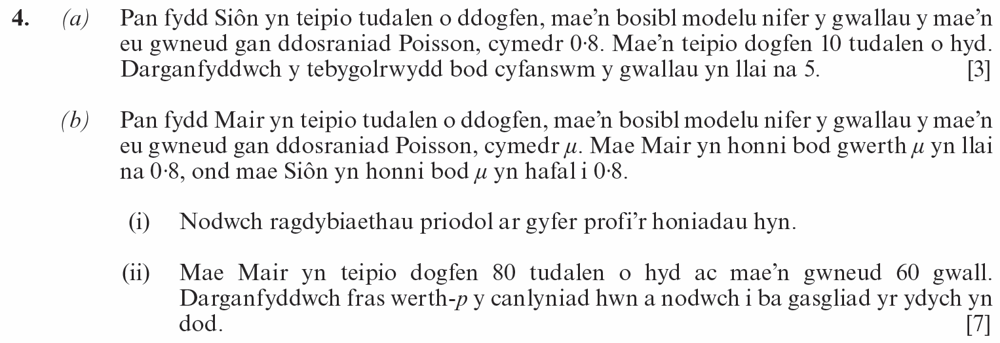 4. (a) Pan fydd Siôn yn teipio tudalen o ddogfen, mae’n bosibl modelu nifer y gwallau y mae’n
eu gwneud gan ddosraniad Poisson, cymedr 0·8. Mae’n teipio dogfen 10 tudalen o hyd.
Darganfyddwch y tebygolrwydd bod cyfanswm y gwallau yn llai na 5. [3]
(b) Pan fydd Mair yn teipio tudalen o ddogfen, mae’n bosibl modelu nifer y gwallau y mae’n
eu gwneud gan ddosraniad Poisson, cymedr μ. Mae Mair yn honni bod gwerth μ yn llai
na 0·8, ond mae Siôn yn honni bod μ yn hafal i 0·8.
(i) Nodwch ragdybiaethau priodol ar gyfer profi’r honiadau hyn.
(ii) Mae Mair yn teipio dogfen 80 tudalen o hyd ac mae’n gwneud 60 gwall.
Darganfyddwch fras werth-p y canlyniad hwn a nodwch i ba gasgliad yr ydych yn
dod. [7]